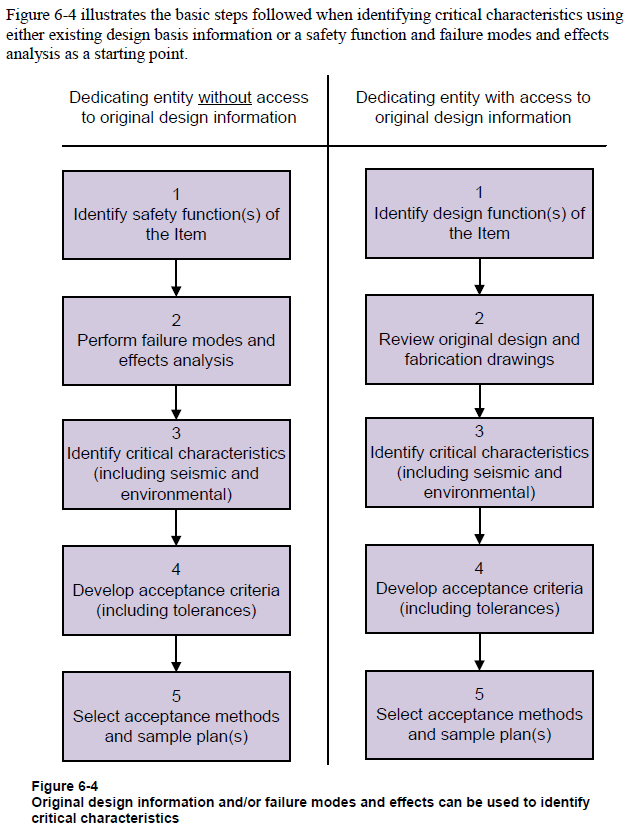 Figure 6-4 illustrates the basic steps followed when identifying critical characteristics using
either existing design basis information or a safety function and failure modes and effects
analysis as a starting point.
Dedicating entity without access
to original design information
1
Identify safety function(s) of
the Item
2
Perform failure modes and
effects analysis
3
Identify critical characteristics
(including seismic and
environmental)
4
Develop acceptance criteria
(including tolerances)
5
Select acceptance methods
and sample plan(s)
Dedicating entity with access to
original design information
1
Identify design function(s) of
the Item
2
Review original design and
fabrication drawings
3
Identify critical characteristics
(including seismic and
environmental)
4
Develop acceptance criteria
(including tolerances)
5
Select acceptance methods
and sample plan(s)
Figure 6-4
Original design information and/or failure modes and effects can be used to identify
critical characteristics